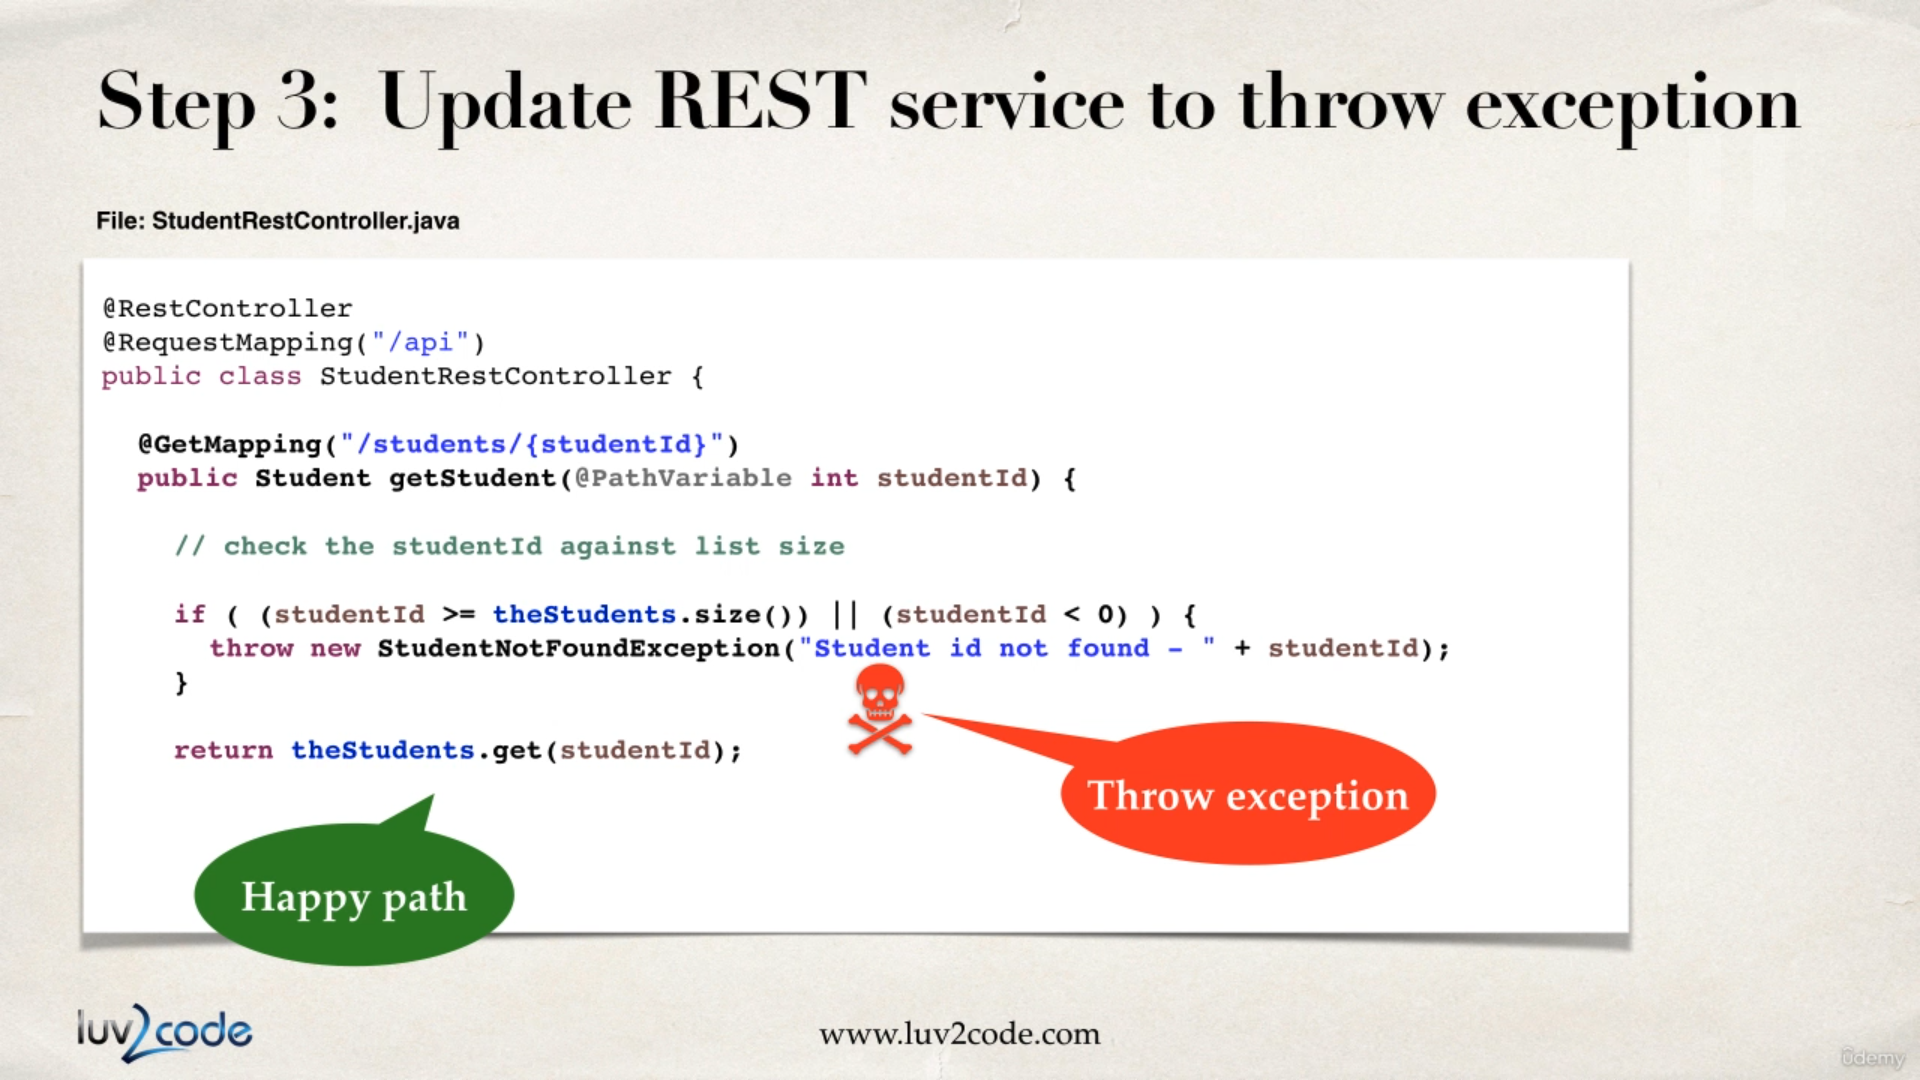 Step 3: Update REST service to throw exception
File: StudentRestController.java
@RestController
@RequestMapping("/api")
public class StudentRestController {
@GetMapping("/students/{studentId}")
public Student getStudent(@PathVariable int studentId) {
// check the studentId against list size
if ( (studentId >= theStudents.size()) || (studentId < 0) ) {
throw new StudentNotFoundException("Student id not found - " + studentId);
}
return theStudents.get(studentId);
Throw exception
Happy path
luv2code
www.luv2code.com
ûdemy